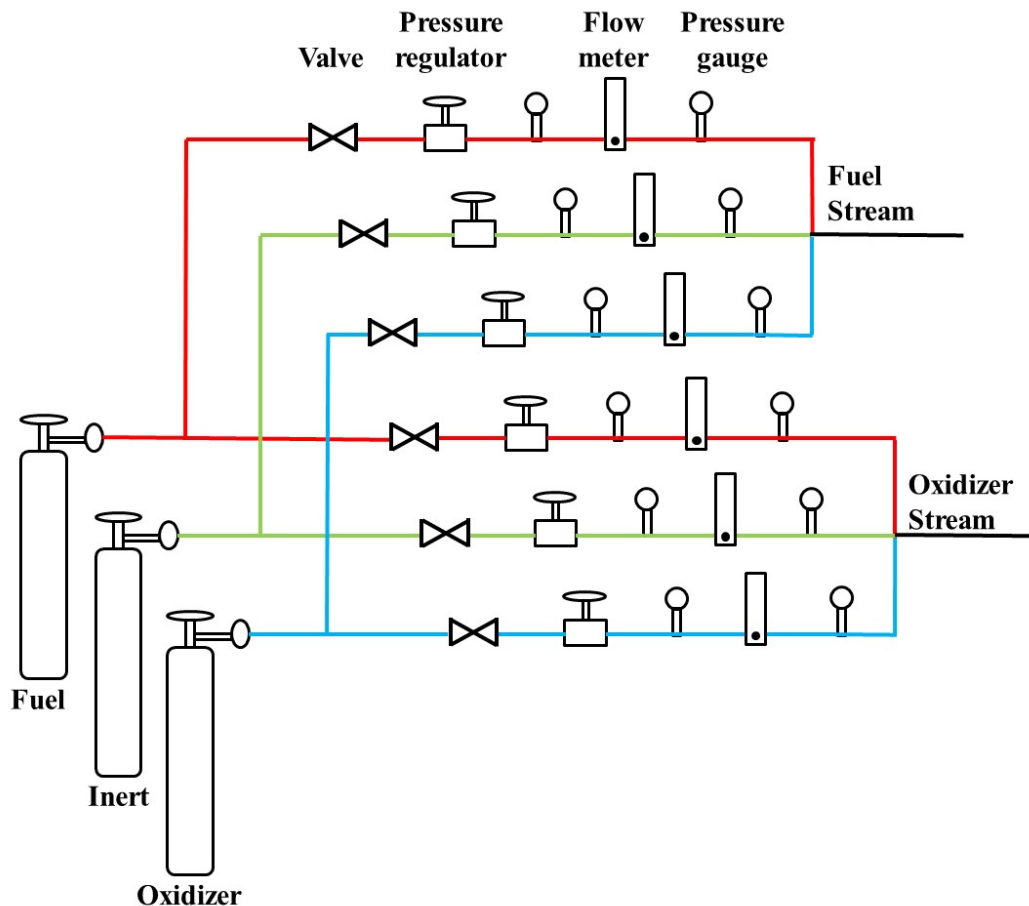 Valve
Pressure
regulator
Flow
meter
Pressure
gauge
Fuel
Stream
Oxidizer
Stream
Fuel
Inert
Oxidizer